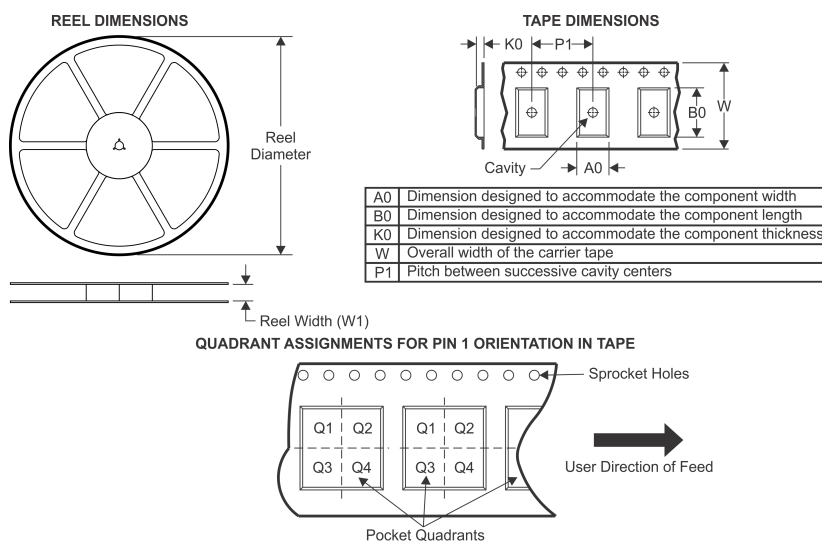 REEL DIMENSIONS
Reel
Diameter
Reel Width (W1)
TAPE DIMENSIONS
K0
P1
B0
W
Cavity
A0
A0 Dimension designed to accommodate the component width
B0 Dimension designed to accommodate the component length
K0 Dimension designed to accommodate the component thickness
W Overall width of the carrier tape
P1 Pitch between successive cavity centers
QUADRANT ASSIGNMENTS FOR PIN 1 ORIENTATION IN TAPE
Sprocket Holes
Q1 Q2 Q1 Q2
Q3 Q4 Q3 Q4
User Direction of Feed
Pocket Quadrants